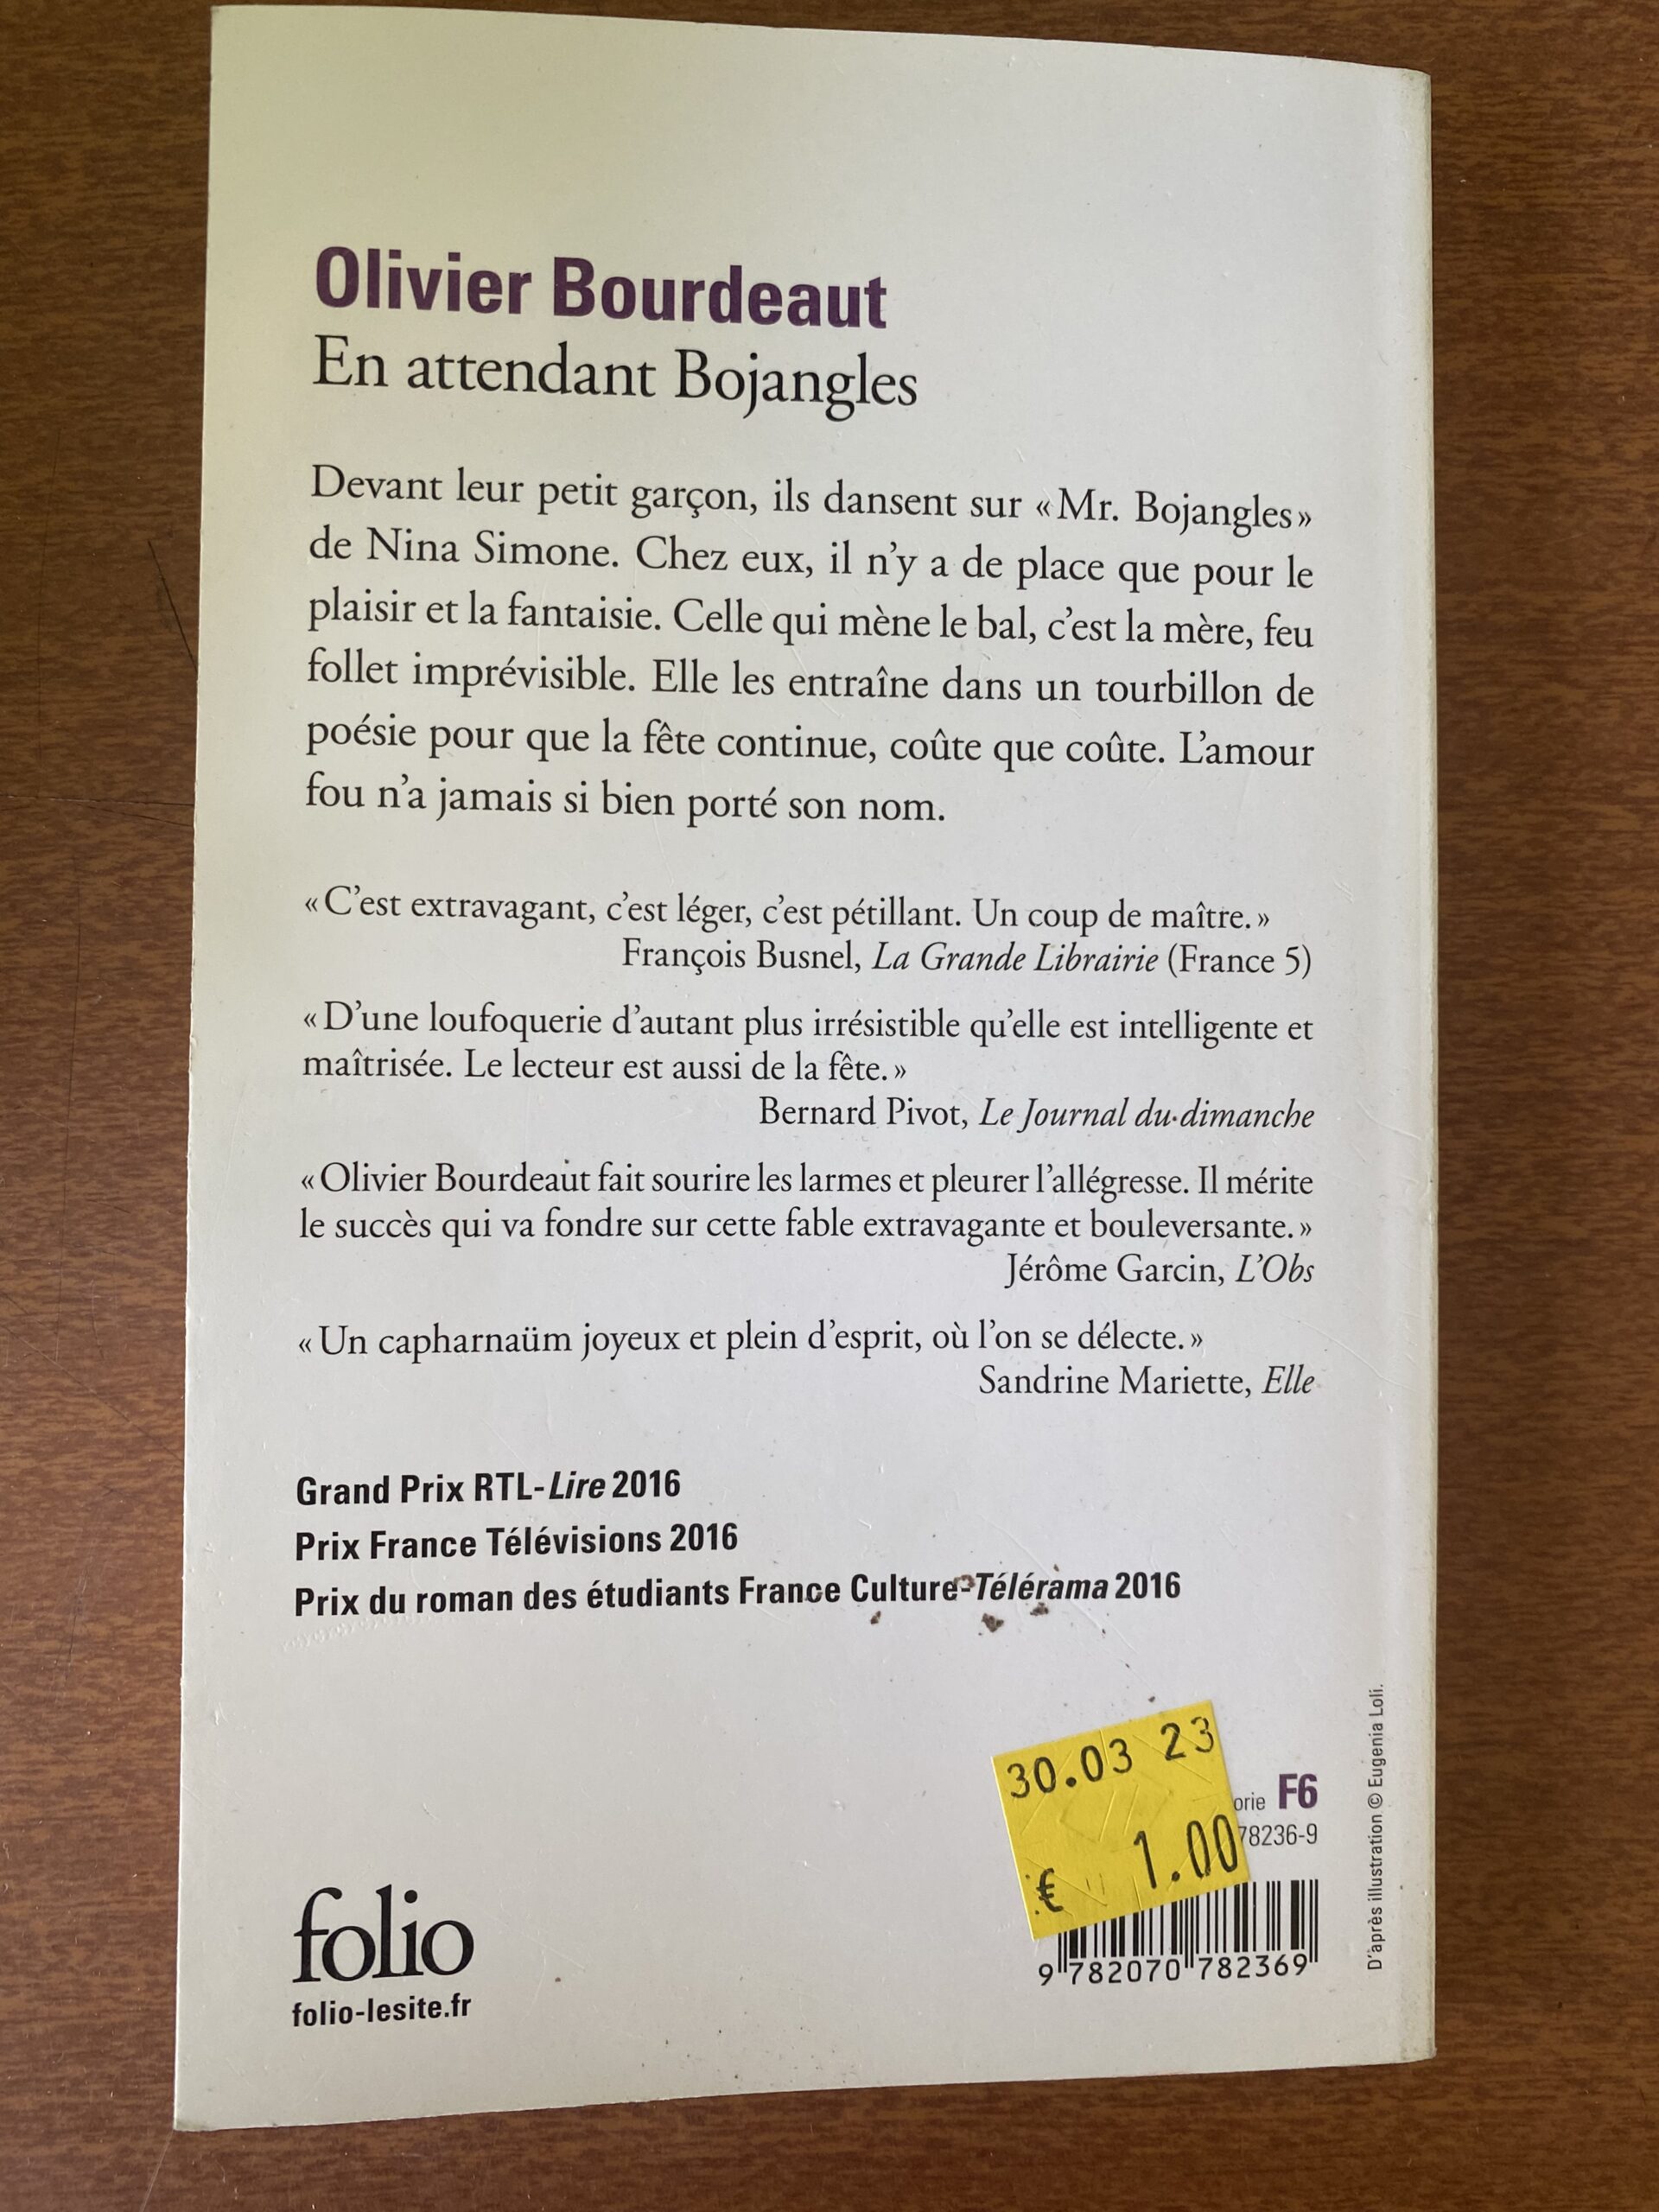 Olivier Bourdeaut
En attendant Bojangles
Devant leur petit garçon, ils dansent sur «Mr. Bojangles»
de Nina Simone. Chez eux, il n'y a de place que pour le
plaisir et la fantaisie. Celle qui mène le bal, c'est la mère, feu
follet imprévisible. Elle les entraîne dans un tourbillon de
poésie pour que la fête continue, coûte que coûte. L'amour
fou n'a jamais si bien porté son nom.
«C'est extravagant, c'est léger, c'est pétillant. Un coup de maître.»
François Busnel, La Grande Librairie (France 5)
«D'une loufoquerie d'autant plus irrésistible qu'elle est intelligente et
maîtrisée. Le lecteur est aussi de la fête.»
Bernard Pivot, Le Journal du dimanche
«Olivier Bourdeaut fait sourire les larmes et pleurer l'allégresse. Il mérite
le succès qui va fondre sur cette fable extravagante et bouleversante.»
Jérôme Garcin, L'Obs
«Un capharnaüm joyeux et plein d'esprit, où l'on se délecte.»
Sandrine Mariette, Elle
Grand Prix RTL-Lire 2016
Prix France Télévisions 2016
Prix du roman des étudiants France Culture-Télérama 2016
30.03 23
€ 1.00
orie F6
78236-9
9 782070 782369
folio
folio-lesite.fr
D'après illustration © Eugenia Loli.